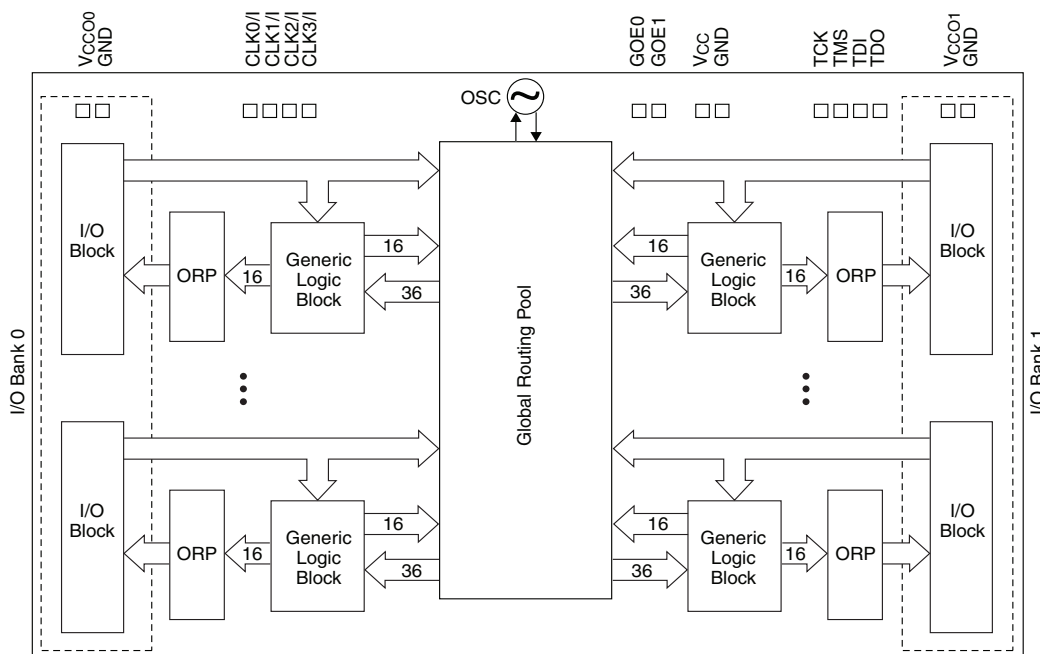 VCCO0
GND
CLK0/I
CLK1/I
CLK2/I
CLK3/I
GOE0
GOE1
VCC
GND
TCK
TMS
TDI
TDO
VCCO1
GND
OSC
I/O Bank 0
I/O
Block
ORP
16
Generic
Logic
Block
16
36
Global Routing Pool
16
36
Generic
Logic
Block
16
ORP
I/O
Block
I/O Bank 1
I/O
Block
ORP
16
Generic
Logic
Block
16
36
16
36
Generic
Logic
Block
16
ORP
I/O
Block